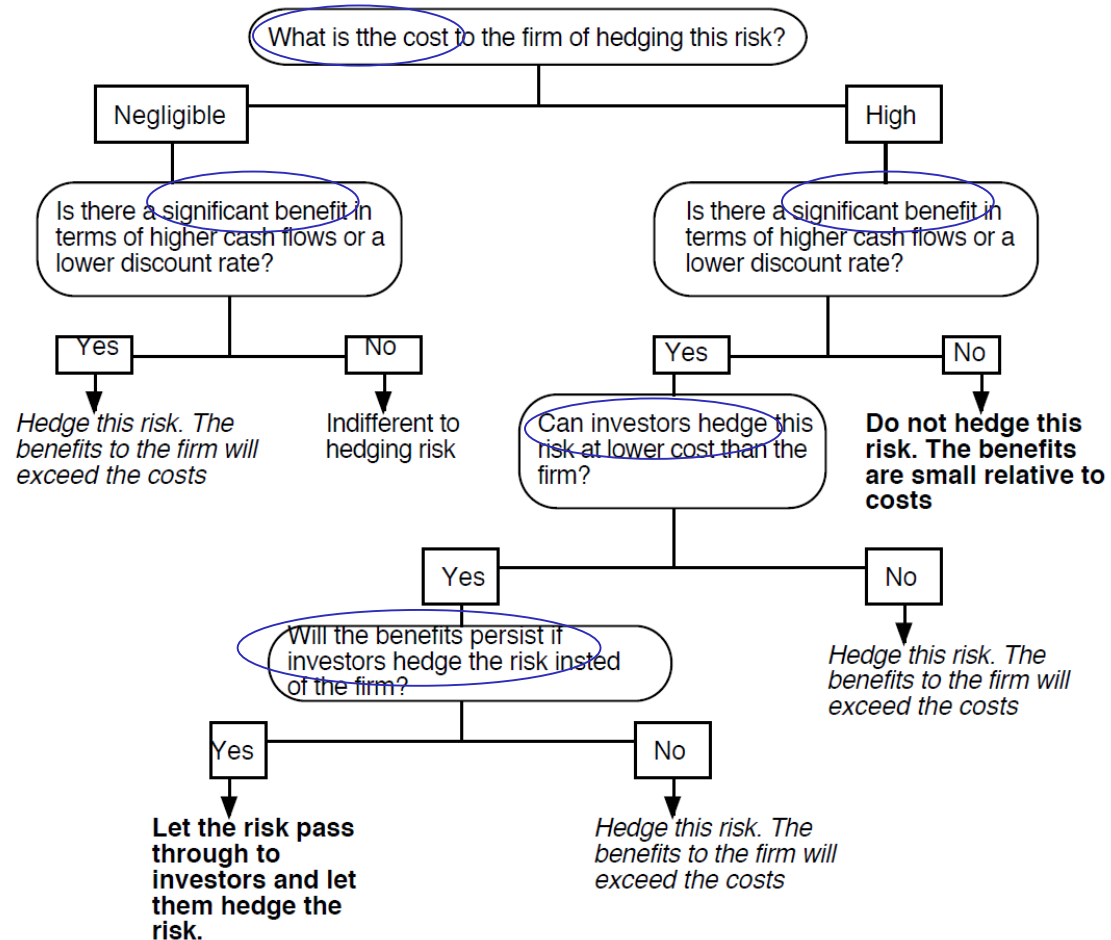 What is tthe cost to the firm of hedging this risk?
Negligible
High
Is there a significant benefit in
terms of higher cash flows or a
lower discount rate?
Is there a significant benefit in
terms of higher cash flows or a
lower discount rate?
Yes
No
Yes
No
Hedge this risk. The
benefits to the firm will
exceed the costs
Indifferent to
hedging risk
Can investors hedge this
risk at lower cost than the
firm?
Do not hedge this
risk. The benefits
are small relative to
costs
Yes
No
Will the benefits persist if
investors hedge the risk insted
of the firm?
Hedge this risk. The
benefits to the firm will
exceed the costs
Yes
No
Let the risk pass
through to
investors and let
them hedge the
risk.
Hedge this risk. The
benefits to the firm will
exceed the costs